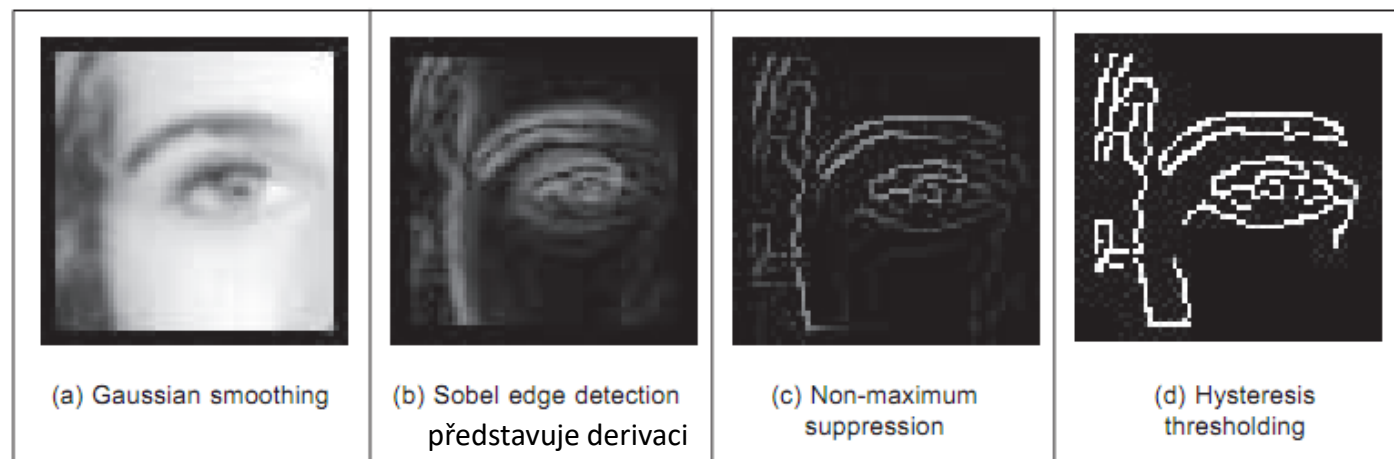 (a) Gaussian smoothing
(b) Sobel edge detection
představuje derivaci
(c) Non-maximum
suppression
(d) Hysteresis
thresholding